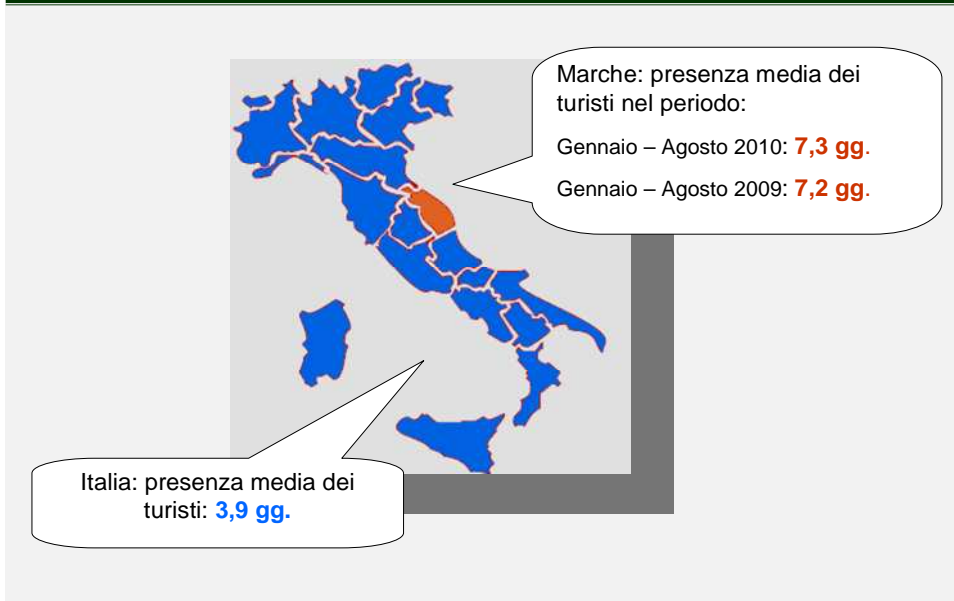 Marche: presenza media dei
turisti nel periodo:
Gennaio – Agosto 2010: 7,3 gg.
Gennaio – Agosto 2009: 7,2 gg.
Italia: presenza media dei
turisti: 3,9 gg.